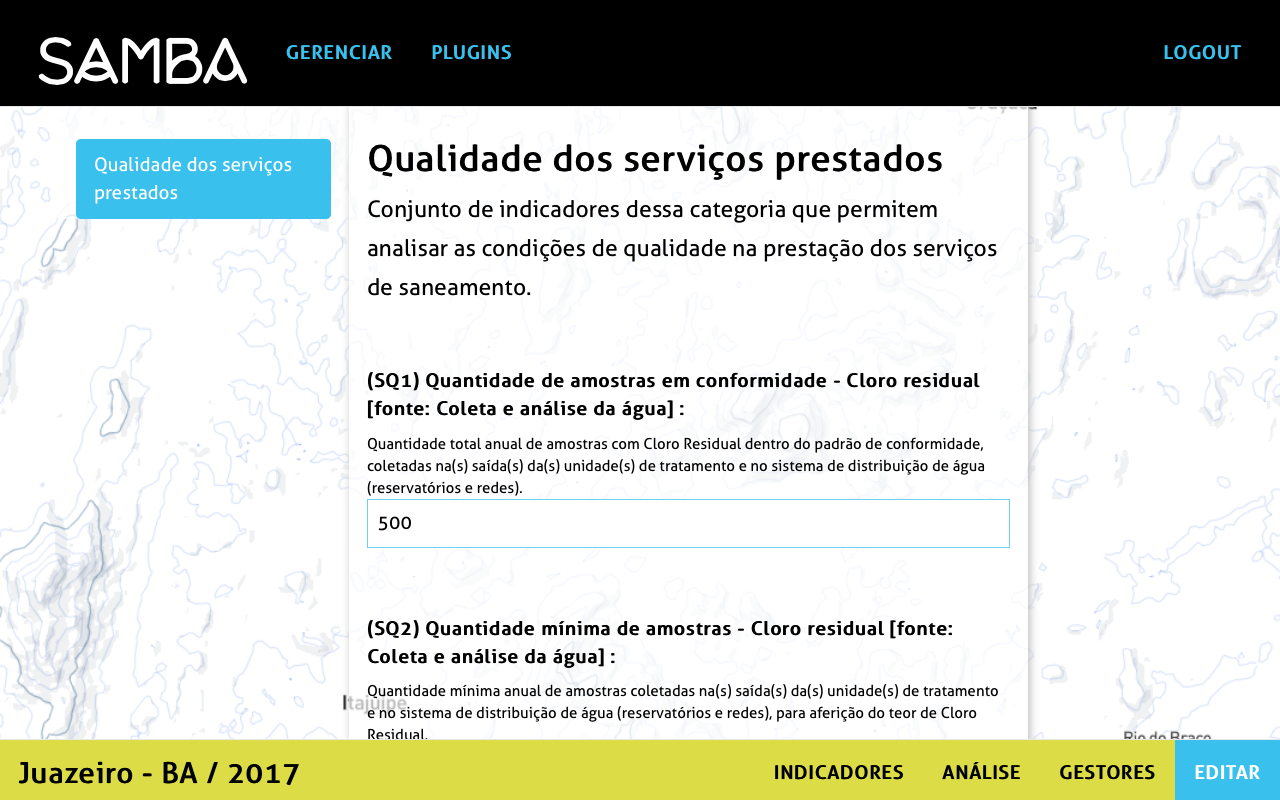 SAMBA
GERENCIAR
PLUGINS
LOGOUT
Qualidade dos serviços
prestados
Qualidade dos serviços prestados
Conjunto de indicadores dessa categoria que permitem
analisar as condições de qualidade na prestação dos serviços
de saneamento.
(SQ1) Quantidade de amostras em conformidade - Cloro residual
[fonte: Coleta e análise da água] :
Quantidade total anual de amostras com Cloro Residual dentro do padrão de conformidade,
coletadas na(s) saída(s) da(s) unidade(s) de tratamento e no sistema de distribuição de água
(reservatórios e redes).
500
(SQ2) Quantidade mínima de amostras - Cloro residual [fonte:
Coleta e análise da água] :
Quantidade mínima anual de amostras coletadas na(s) saída(s) da(s) unidade(s) de tratamento
e no sistema de distribuição de água (reservatórios e redes), para aferição do teor de Cloro
Residual.
Itajuípe
Rio do Braço
Juazeiro - BA / 2017
INDICADORES
ANÁLISE
GESTORES
EDITAR